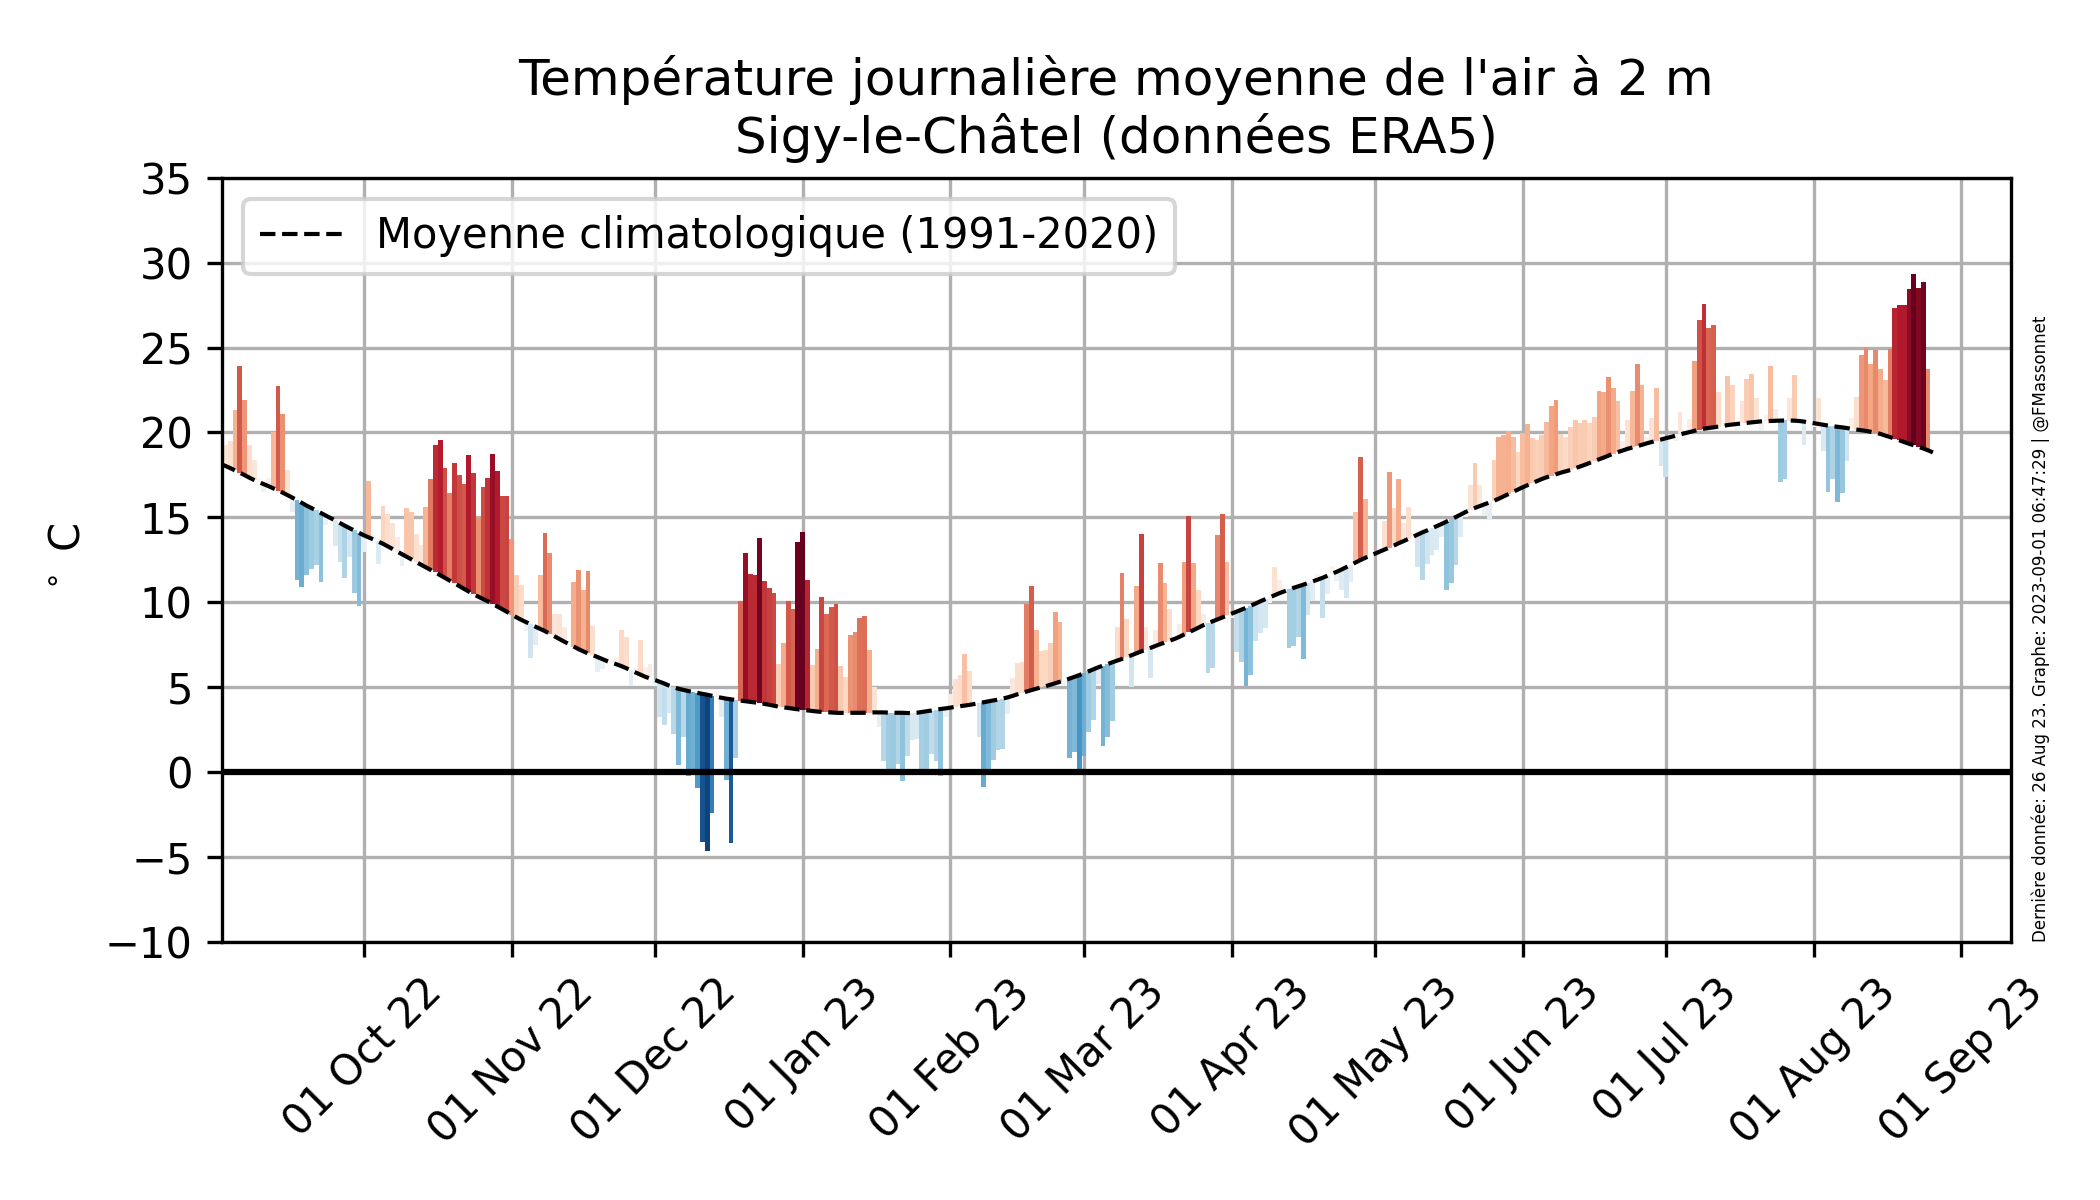 Température journalière moyenne de l'air à 2 m
Sigy-le-Châtel (données ERA5)
Moyenne climatologique (1991-2020)
35
30
25
20
15
10
5
0
−5
−10
° C
01 Oct 22
01 Nov 22
01 Dec 22
01 Jan 23
01 Feb 23
01 Mar 23
01 Apr 23
01 May 23
01 Jun 23
01 Jul 23
01 Aug 23
01 Sep 23
Dernière donnée: 26 Aug 23. Graphe: 2023-09-01 06:47:29 | @FMassonnet